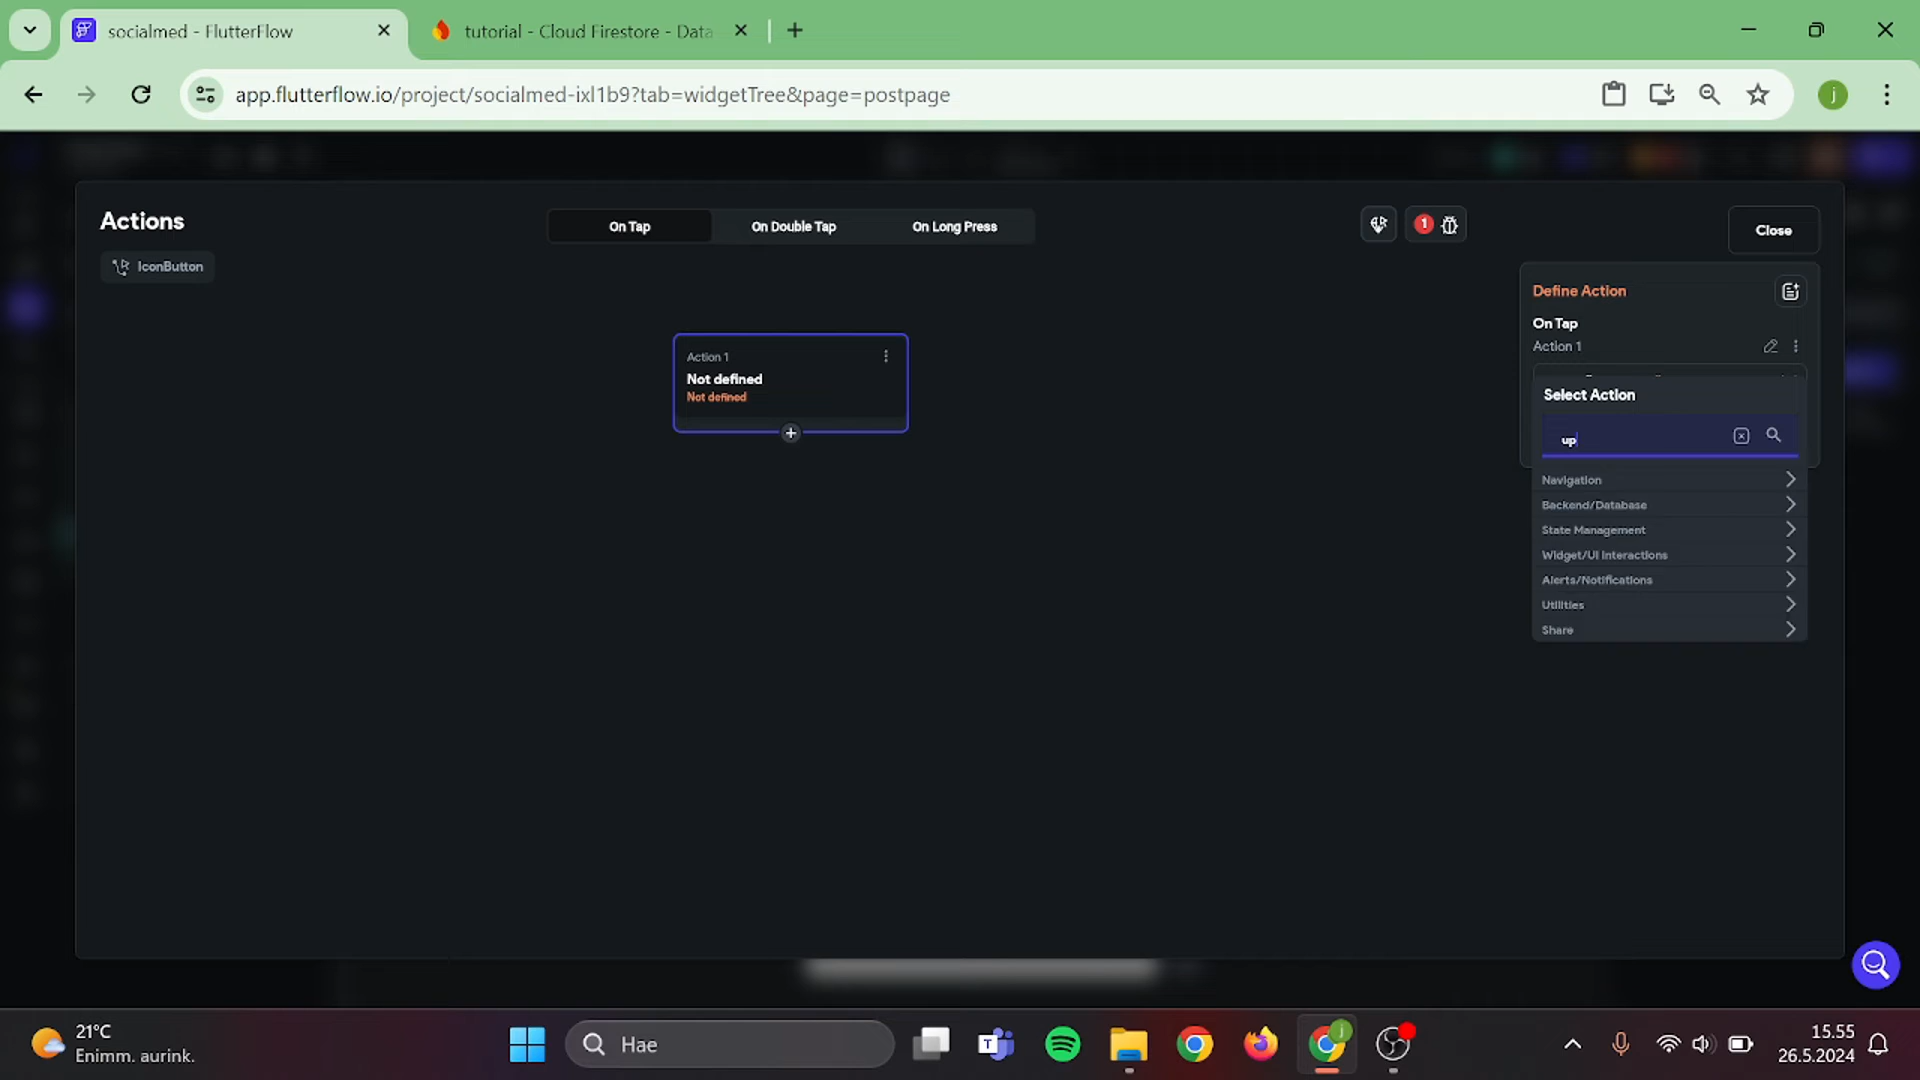 socialmed - FlutterFlow
tutorial - Cloud Firestore - Data
app.flutterflow.io/project/socialmed-ixl1b9?tab=widgetTree&page=postpage
j
Actions
On Tap
On Double Tap
On Long Press
1
Close
IconButton
Define Action
On Tap
Action 1
Action 1
Not defined
Not defined
Select Action
up
Navigation
Backend/Database
State Management
Widget/UI Interactions
Alerts/Notifications
Utilities
Share
21°C
Enimm. aurink.
Hae
15.55
26.5.2024